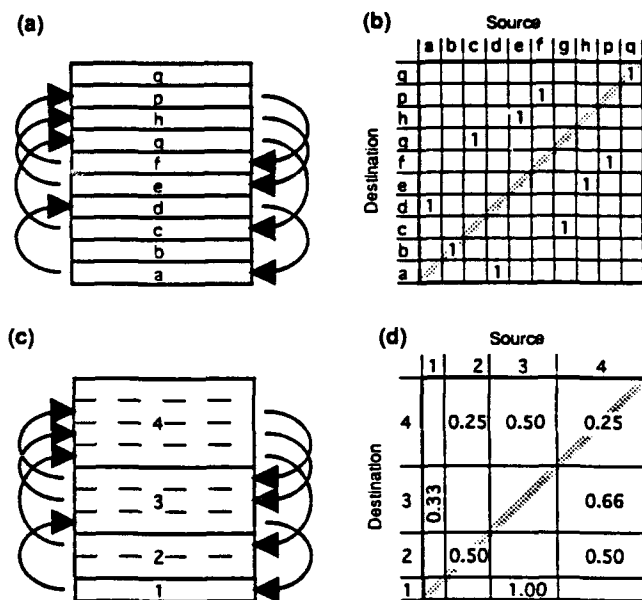 (a)
q
p
h
g
f
e
d
c
b
a
(b)
Source
a b c d e f g h p q
Destination
q 1
p 1
h 1
g 1
f 1
e 1
d 1
c 1
b 1
a 1
(c)
4
3
2
1
(d)
Source
1 2 3 4
Destination
4 0.25 0.50 0.25
3 0.33 0.66
2 0.50 0.50
1 1.00